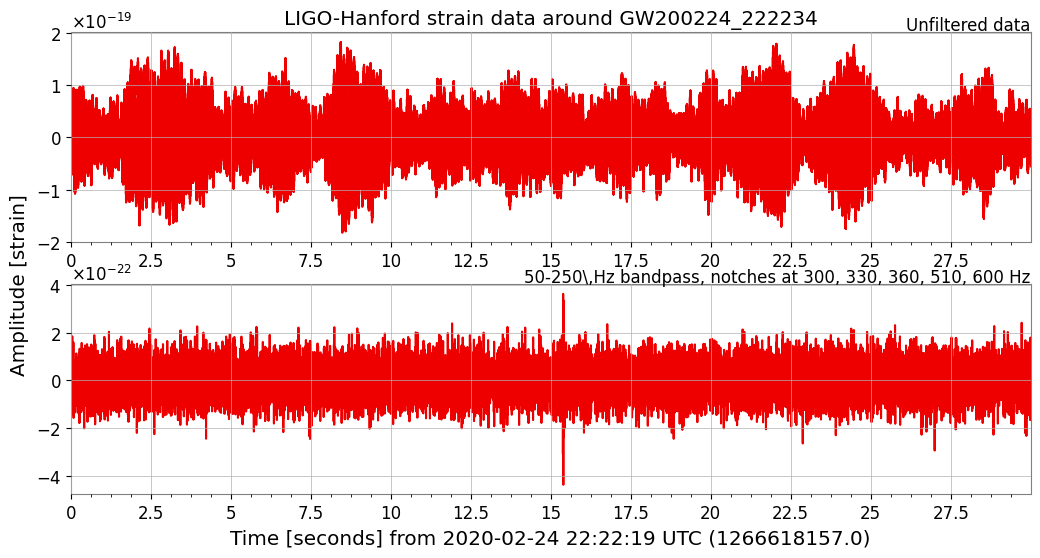 LIGO-Hanford strain data around GW200224_222234
×10⁻¹⁹
Unfiltered data
2
1
0
−1
−2
0 2.5 5 7.5 10 12.5 15 17.5 20 22.5 25 27.5
×10⁻²²
50-250\,Hz bandpass, notches at 300, 330, 360, 510, 600 Hz
4
2
0
−2
−4
0 2.5 5 7.5 10 12.5 15 17.5 20 22.5 25 27.5
Amplitude [strain]
Time [seconds] from 2020-02-24 22:22:19 UTC (1266618157.0)